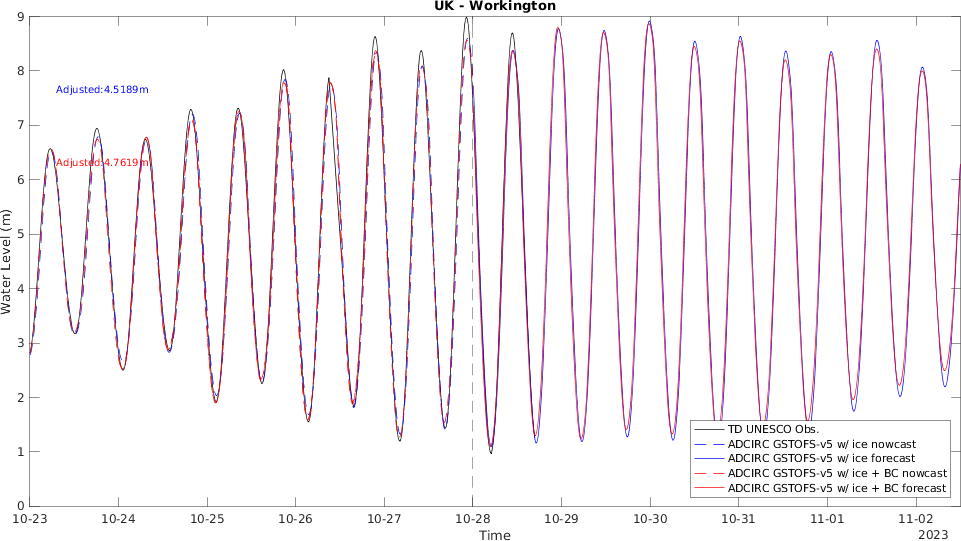 UK - Workington
9
8
7
6
5
4
3
2
1
0
Water Level (m)
Adjusted:4.5189m
Adjusted:4.7619m
TD UNESCO Obs.
ADCIRC GSTOFS-v5 w/ ice nowcast
ADCIRC GSTOFS-v5 w/ ice forecast
ADCIRC GSTOFS-v5 w/ ice + BC nowcast
ADCIRC GSTOFS-v5 w/ ice + BC forecast
10-23 10-24 10-25 10-26 10-27 10-28 10-29 10-30 10-31 11-01 11-02
Time
2023